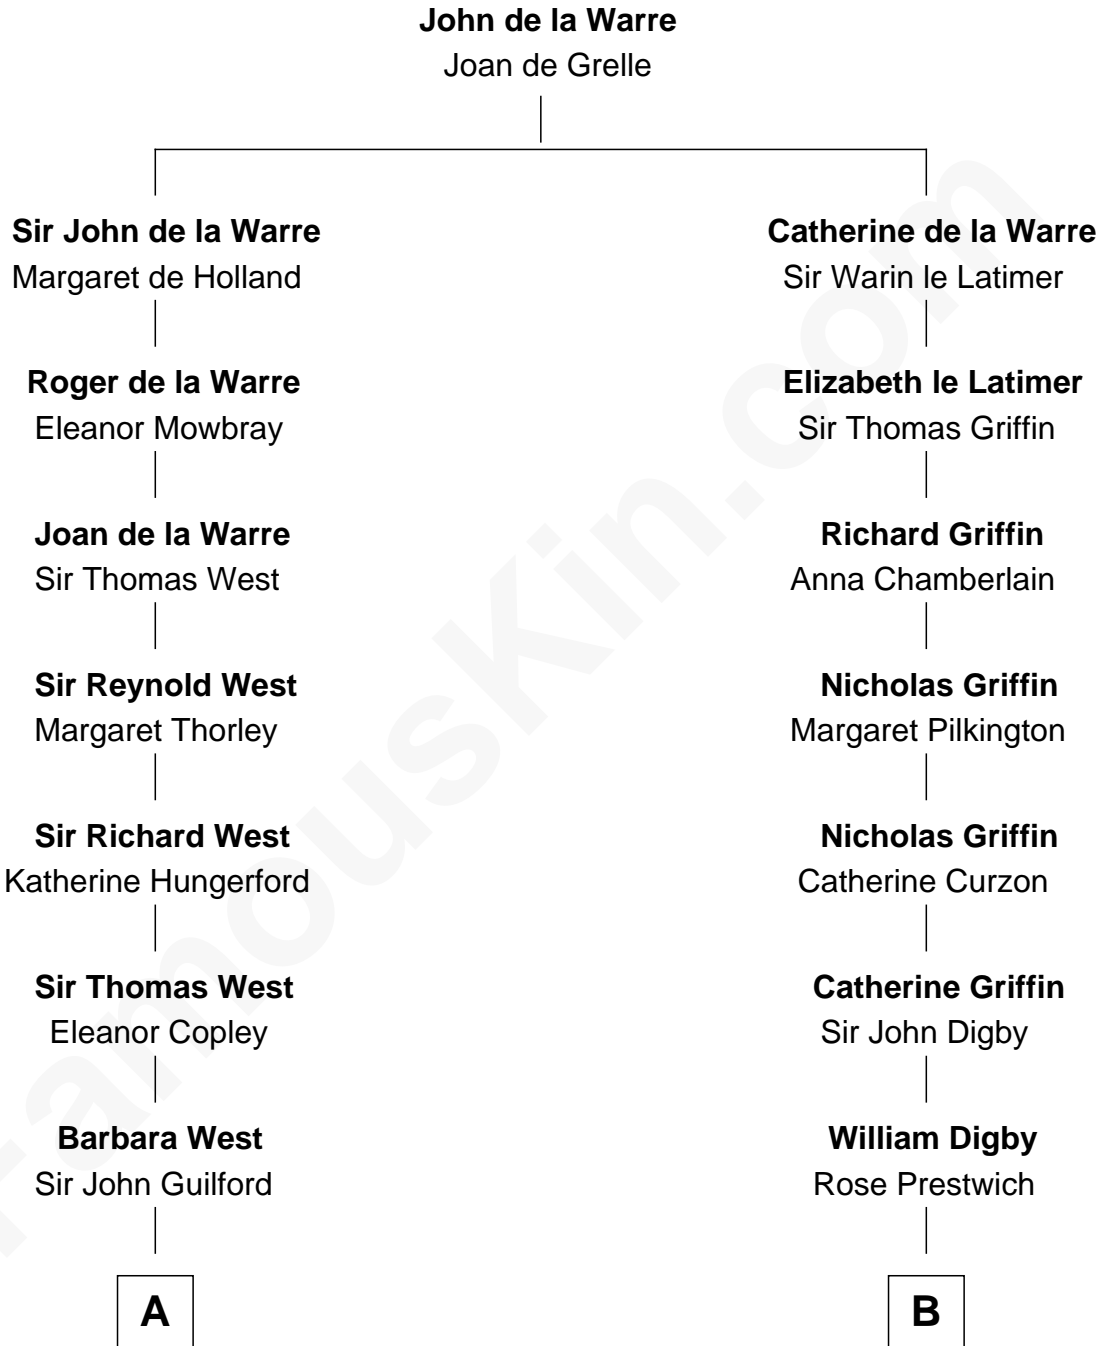 John de la Warre
Joan de Grelle
Sir John de la Warre
Margaret de Holland
Catherine de la Warre
Sir Warin le Latimer
Roger de la Warre
Eleanor Mowbray
Elizabeth le Latimer
Sir Thomas Griffin
Joan de la Warre
Sir Thomas West
Richard Griffin
Anna Chamberlain
Sir Reynold West
Margaret Thorley
Nicholas Griffin
Margaret Pilkington
Sir Richard West
Katherine Hungerford
Nicholas Griffin
Catherine Curzon
Sir Thomas West
Eleanor Copley
Catherine Griffin
Sir John Digby
Barbara West
Sir John Guilford
William Digby
Rose Prestwich
A
B
FamousKin.com